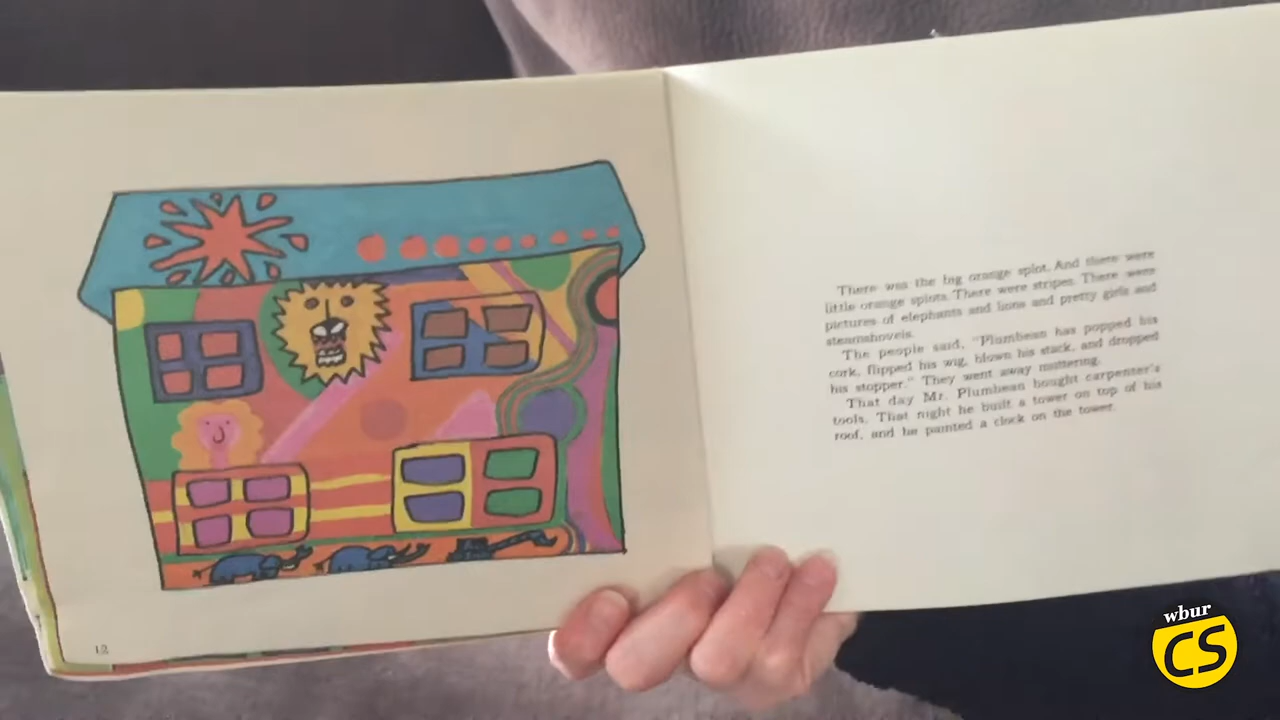 There was the big orange splot. And there were
little orange splots. There were stripes. There were
pictures of elephants and lions and pretty girls and
steamshovels.
The people said, "Plumbean has popped his
cork, flipped his wig, blown his stack, and dropped
his stopper." They went away muttering.
That day Mr. Plumbean bought carpenter's
tools. That night he built a tower on top of his
roof, and he painted a clock on the tower.
12
wbur
CS